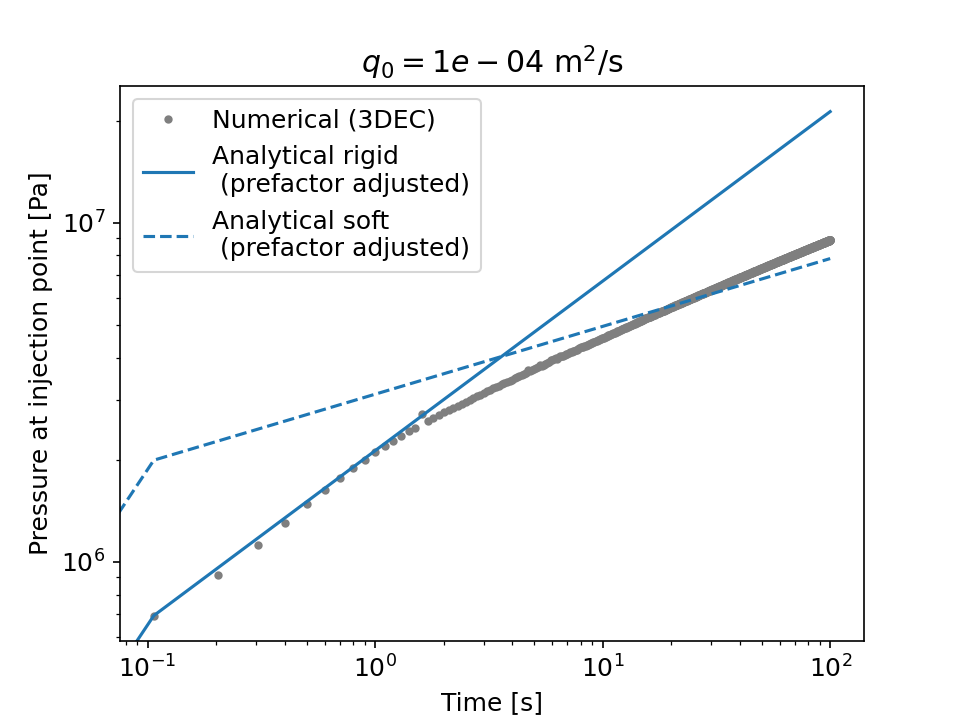 q₀ = 1e − 04 m²/s
Numerical (3DEC)
Analytical rigid
(prefactor adjusted)
Analytical soft
(prefactor adjusted)
Pressure at injection point [Pa]
10⁷
10⁶
10⁻¹
10⁰
10¹
10²
Time [s]